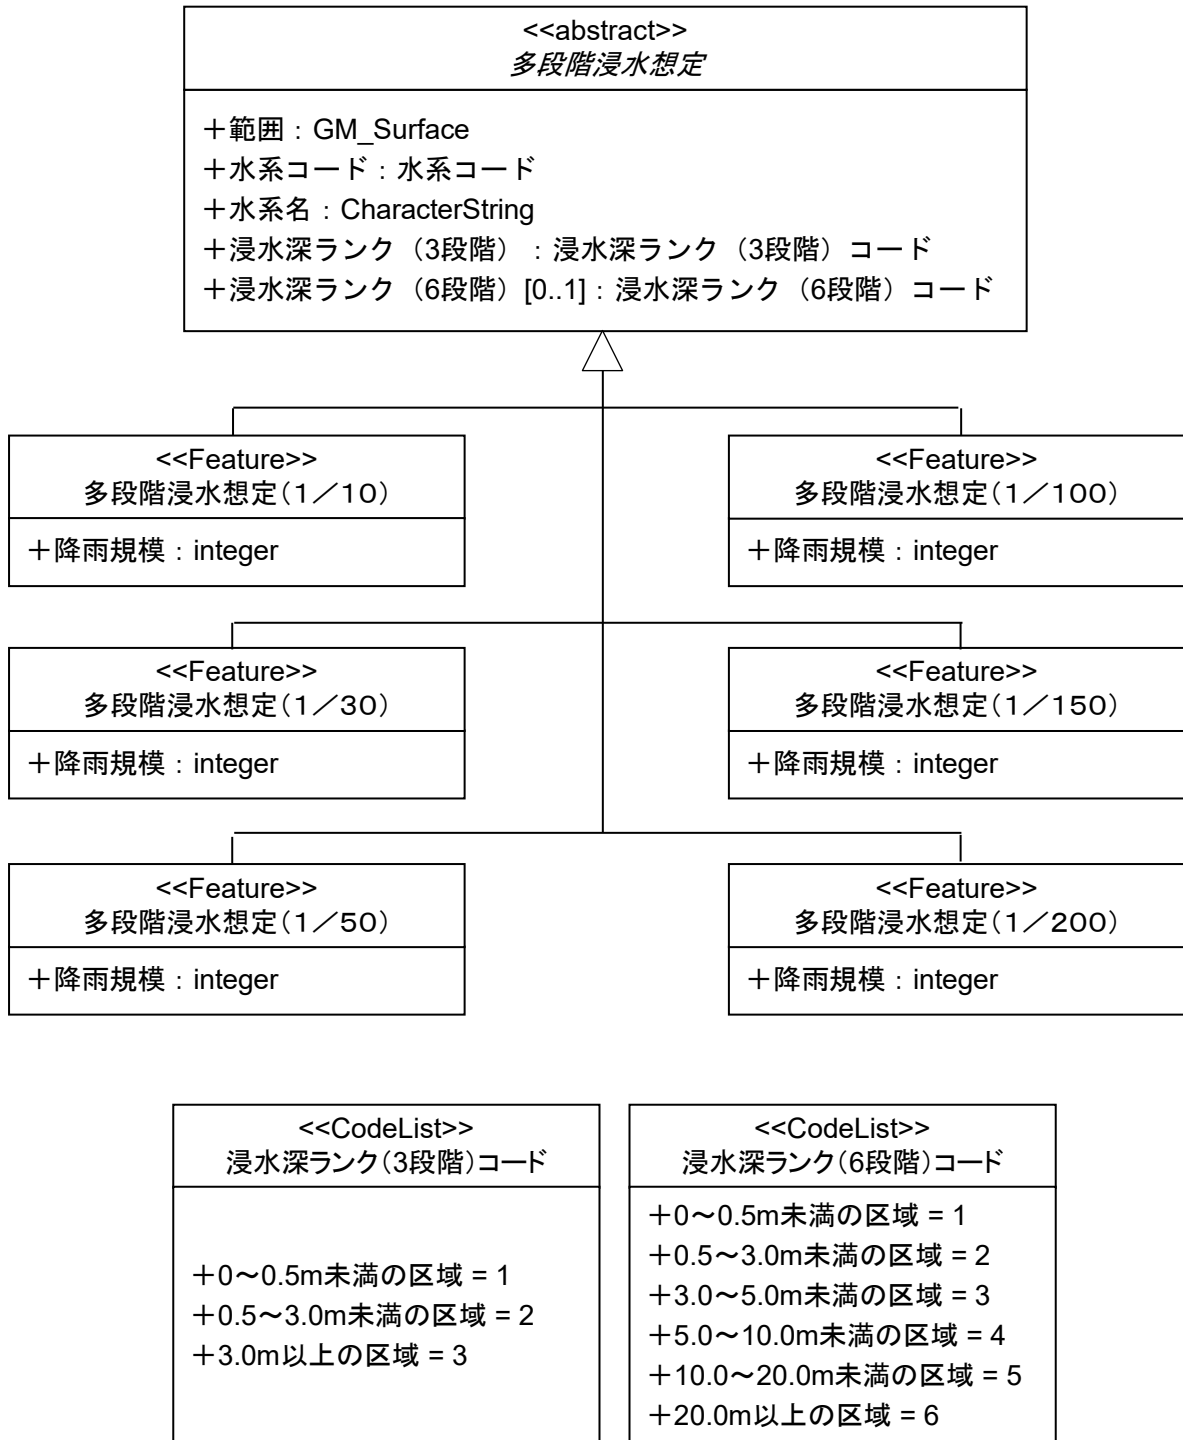 <<abstract>>
多段階浸水想定
＋範囲：GM_Surface
＋水系コード：水系コード
＋水系名：CharacterString
＋浸水深ランク（3段階）：浸水深ランク（3段階）コード
＋浸水深ランク（6段階）[0..1]：浸水深ランク（6段階）コード
<<Feature>>
多段階浸水想定（１／１０）
＋降雨規模：integer
<<Feature>>
多段階浸水想定（１／１００）
＋降雨規模：integer
<<Feature>>
多段階浸水想定（１／３０）
＋降雨規模：integer
<<Feature>>
多段階浸水想定（１／１５０）
＋降雨規模：integer
<<Feature>>
多段階浸水想定（１／５０）
＋降雨規模：integer
<<Feature>>
多段階浸水想定（１／２００）
＋降雨規模：integer
<<CodeList>>
浸水深ランク（3段階）コード
＋0～0.5m未満の区域 = 1
＋0.5～3.0m未満の区域 = 2
＋3.0m以上の区域 = 3
<<CodeList>>
浸水深ランク（6段階）コード
＋0～0.5m未満の区域 = 1
＋0.5～3.0m未満の区域 = 2
＋3.0～5.0m未満の区域 = 3
＋5.0～10.0m未満の区域 = 4
＋10.0～20.0m未満の区域 = 5
＋20.0m以上の区域 = 6